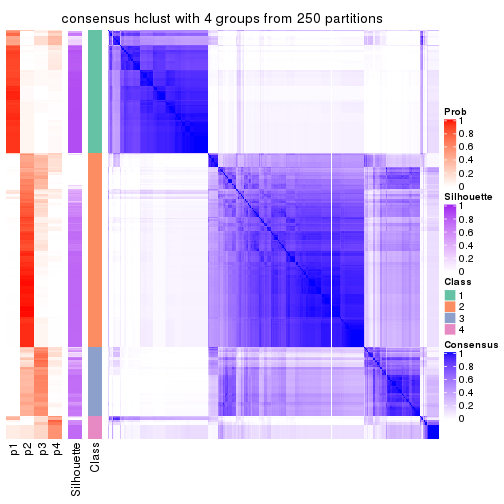 consensus hclust with 4 groups from 250 partitions
Prob
1
0.8
0.6
0.4
0.2
0
Silhouette
1
0.8
0.6
0.4
0.2
0
Class
1
2
3
4
Consensus
1
0.8
0.6
0.4
0.2
0
p1
p2
p3
p4
Silhouette
Class